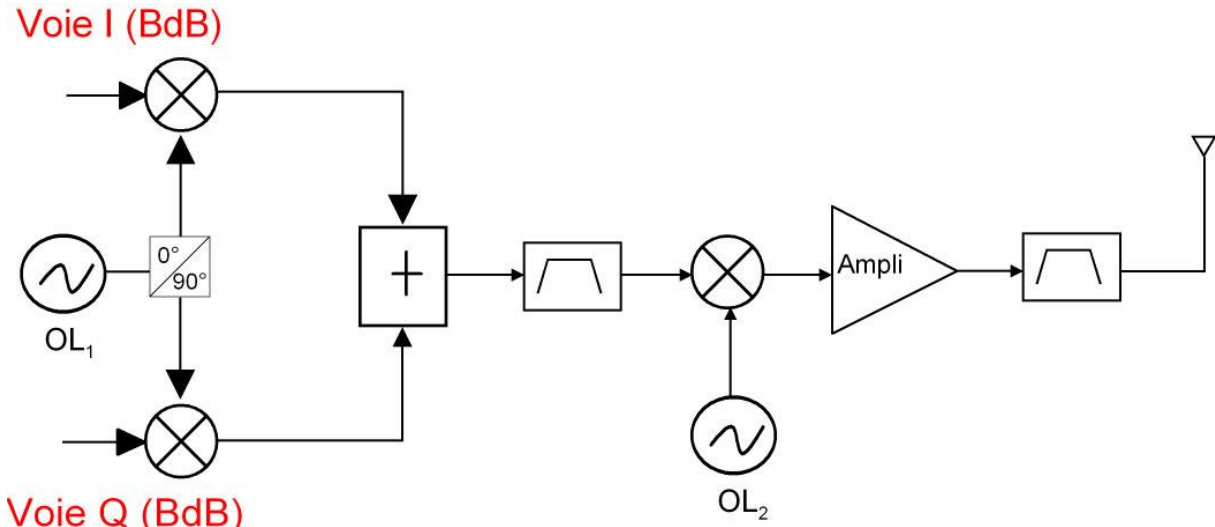 Voie I (BdB)
0°
90°
OL₁
+
Ampli
OL₂
Voie Q (BdB)